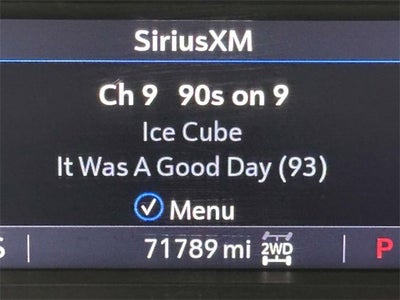 SiriusXM
Ch 9 90s on 9
Ice Cube
It Was A Good Day (93)
Menu
S 71789 mi 2WD P